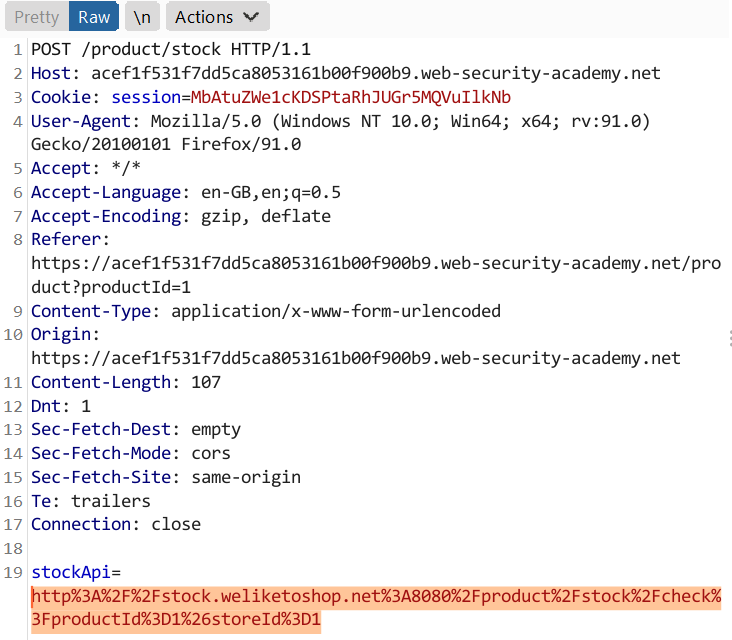 Pretty Raw \n Actions
1 POST /product/stock HTTP/1.1
2 Host: acef1f531f7dd5ca8053161b00f900b9.web-security-academy.net
3 Cookie: session=MbAtuZWe1cKDSPtaRhJUGr5MQVuIlkNb
4 User-Agent: Mozilla/5.0 (Windows NT 10.0; Win64; x64; rv:91.0)
Gecko/20100101 Firefox/91.0
5 Accept: */*
6 Accept-Language: en-GB,en;q=0.5
7 Accept-Encoding: gzip, deflate
8 Referer:
https://acef1f531f7dd5ca8053161b00f900b9.web-security-academy.net/pro
duct?productId=1
9 Content-Type: application/x-www-form-urlencoded
10 Origin:
https://acef1f531f7dd5ca8053161b00f900b9.web-security-academy.net
11 Content-Length: 107
12 Dnt: 1
13 Sec-Fetch-Dest: empty
14 Sec-Fetch-Mode: cors
15 Sec-Fetch-Site: same-origin
16 Te: trailers
17 Connection: close
18
19 stockApi=
http%3A%2F%2Fstock.weliketoshop.net%3A8080%2Fproduct%2Fstock%2Fcheck%
3FproductId%3D1%26storeId%3D1